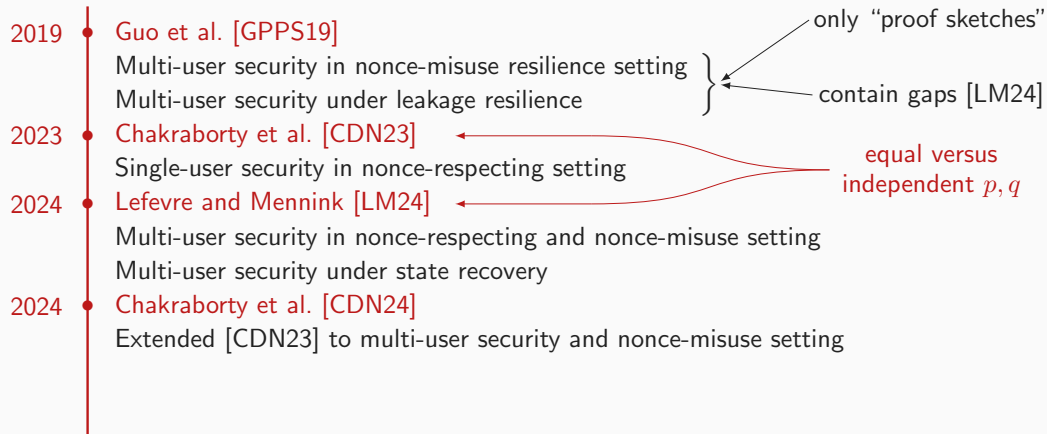 2019
Guo et al. [GPPS19]
Multi-user security in nonce-misuse resilience setting
Multi-user security under leakage resilience
only “proof sketches”
contain gaps [LM24]
2023
Chakraborty et al. [CDN23]
Single-user security in nonce-respecting setting
equal versus
independent p, q
2024
Lefevre and Mennink [LM24]
Multi-user security in nonce-respecting and nonce-misuse setting
Multi-user security under state recovery
2024
Chakraborty et al. [CDN24]
Extended [CDN23] to multi-user security and nonce-misuse setting